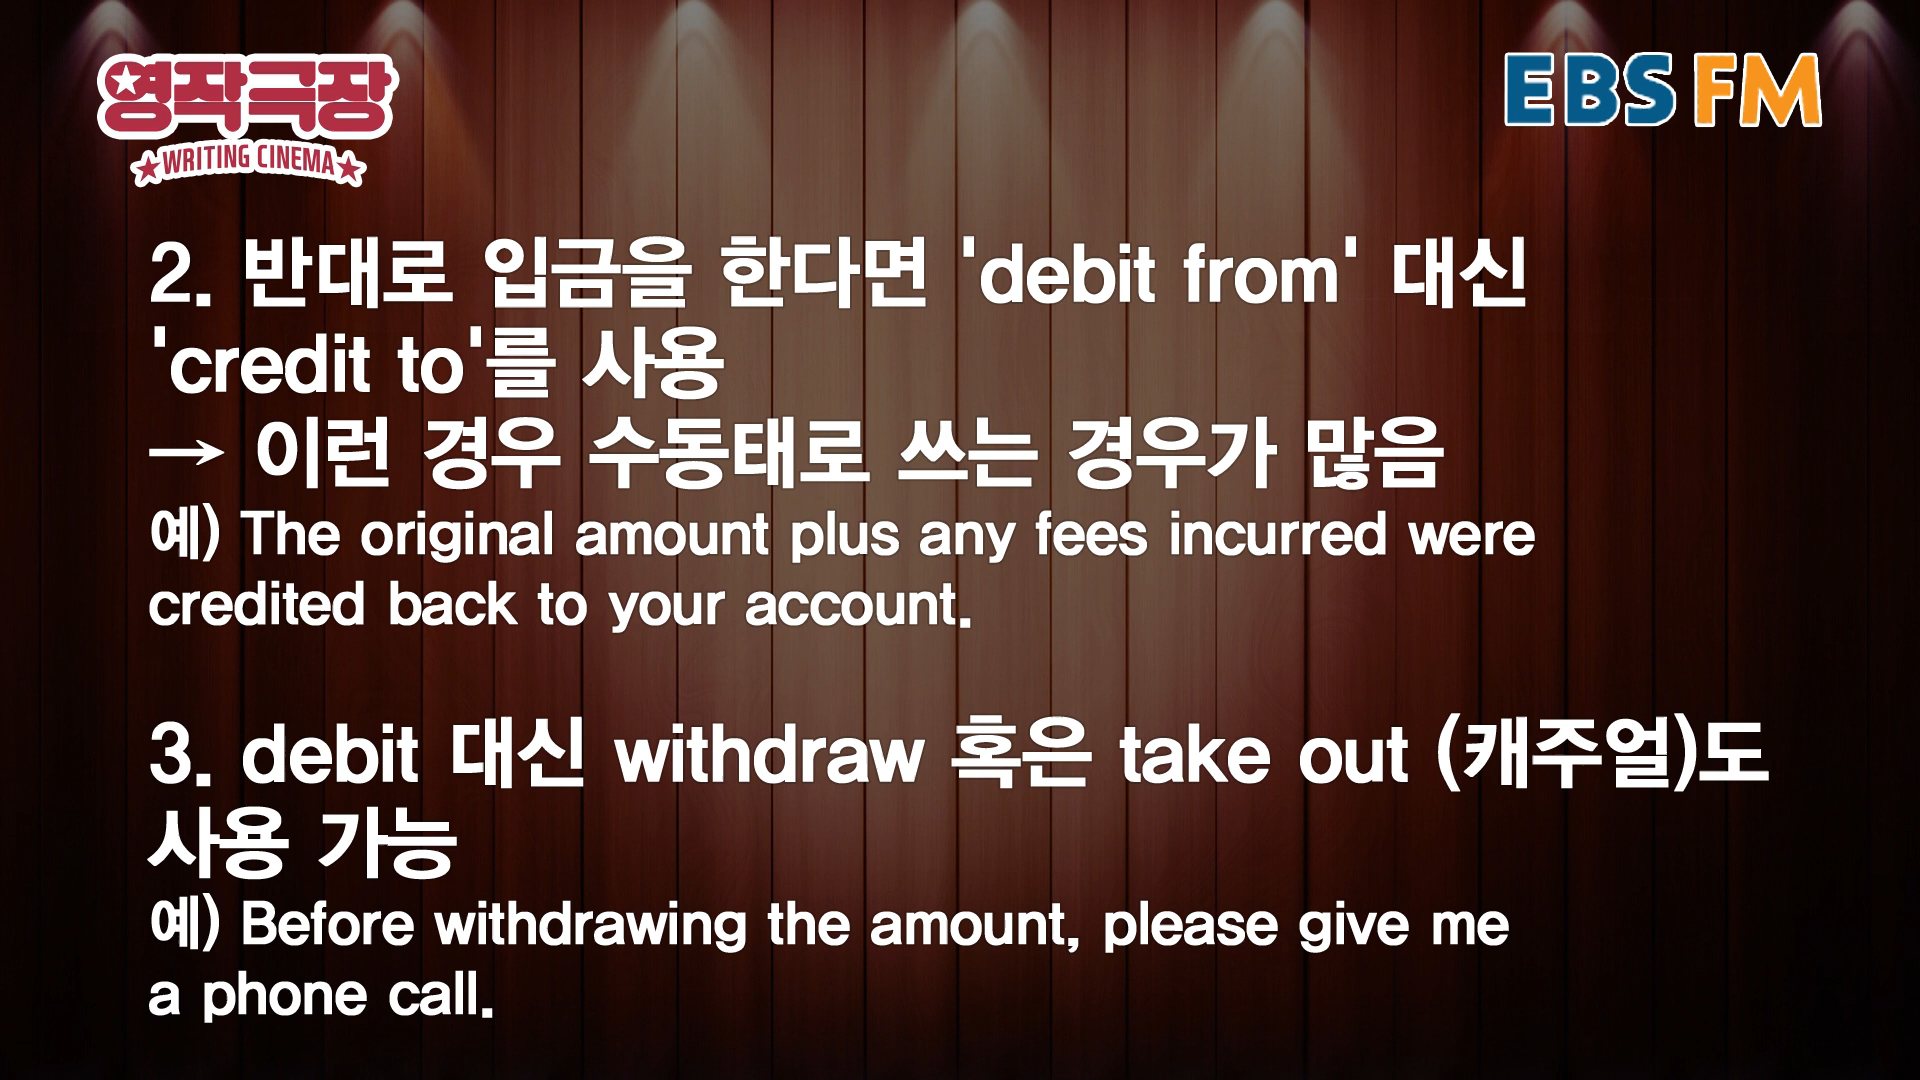 영작극장
WRITING CINEMA
EBS FM
2. 반대로 입금을 한다면 'debit from' 대신
'credit to'를 사용
→ 이런 경우 수동태로 쓰는 경우가 많음
예) The original amount plus any fees incurred were
credited back to your account.
3. debit 대신 withdraw 혹은 take out (캐주얼)도
사용 가능
예) Before withdrawing the amount, please give me
a phone call.